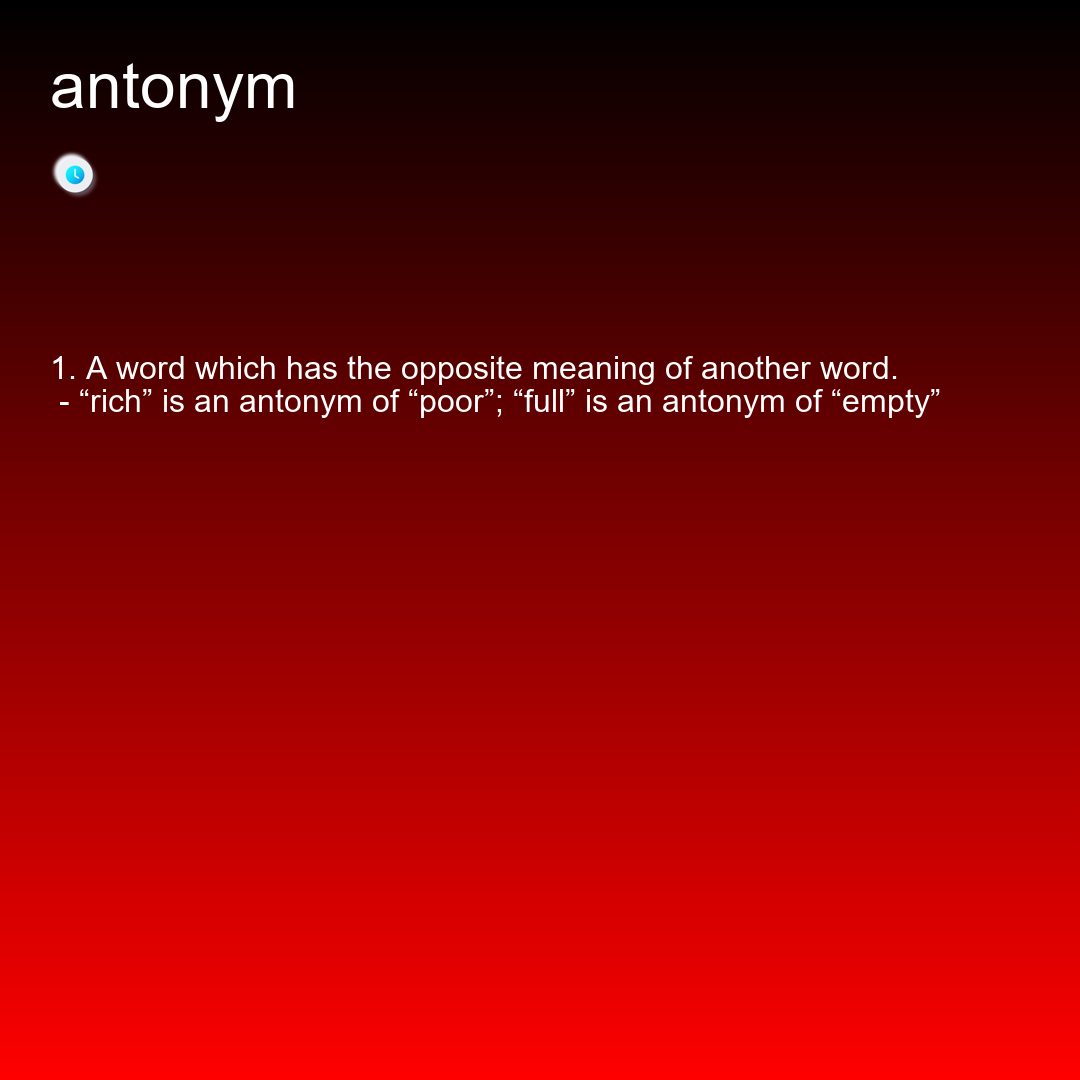 antonym
1. A word which has the opposite meaning of another word.
- “rich” is an antonym of “poor”; “full” is an antonym of “empty”